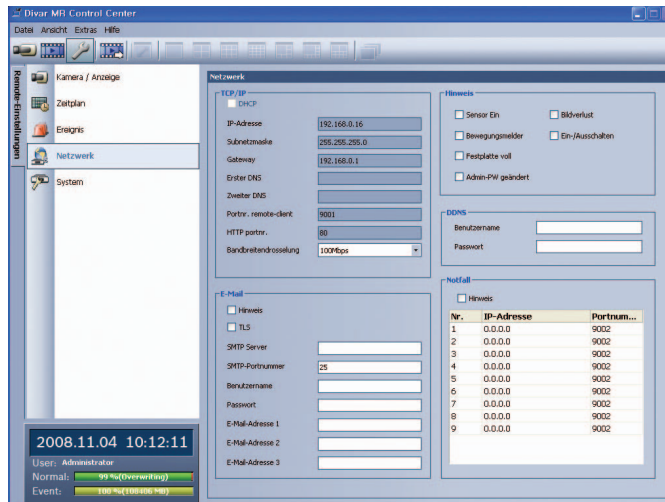 Divar MR Control Center
Datei Ansicht Extras Hilfe
Remote-Einstellungen
Kamera / Anzeige
Zeitplan
Ereignis
Netzwerk
System
2008.11.04 10:12:11
User: Administrator
Normal: 99 %(Overwriting)
Event: 100 %(100406 MB)
Netzwerk
TCP/IP
DHCP
IP-Adresse 192.168.0.16
Subnetzmaske 255.255.255.0
Gateway 192.168.0.1
Erster DNS
Zweiter DNS
Portnr. remote-client 9001
HTTP portnr. 80
Bandbreitendrosselung 100Mbps
E-Mail
Hinweis
TLS
SMTP Server
SMTP-Portnummer 25
Benutzername
Passwort
E-Mail-Adresse 1
E-Mail-Adresse 2
E-Mail-Adresse 3
Hinweis
Sensor Ein Bildverlust
Bewegungsmelder Ein-/Ausschalten
Festplatte voll
Admin-PW geändert
DDNS
Benutzername
Passwort
Notfall
Hinweis
Nr. IP-Adresse Portnum...
1 0.0.0.0 9002
2 0.0.0.0 9002
3 0.0.0.0 9002
4 0.0.0.0 9002
5 0.0.0.0 9002
6 0.0.0.0 9002
7 0.0.0.0 9002
8 0.0.0.0 9002
9 0.0.0.0 9002